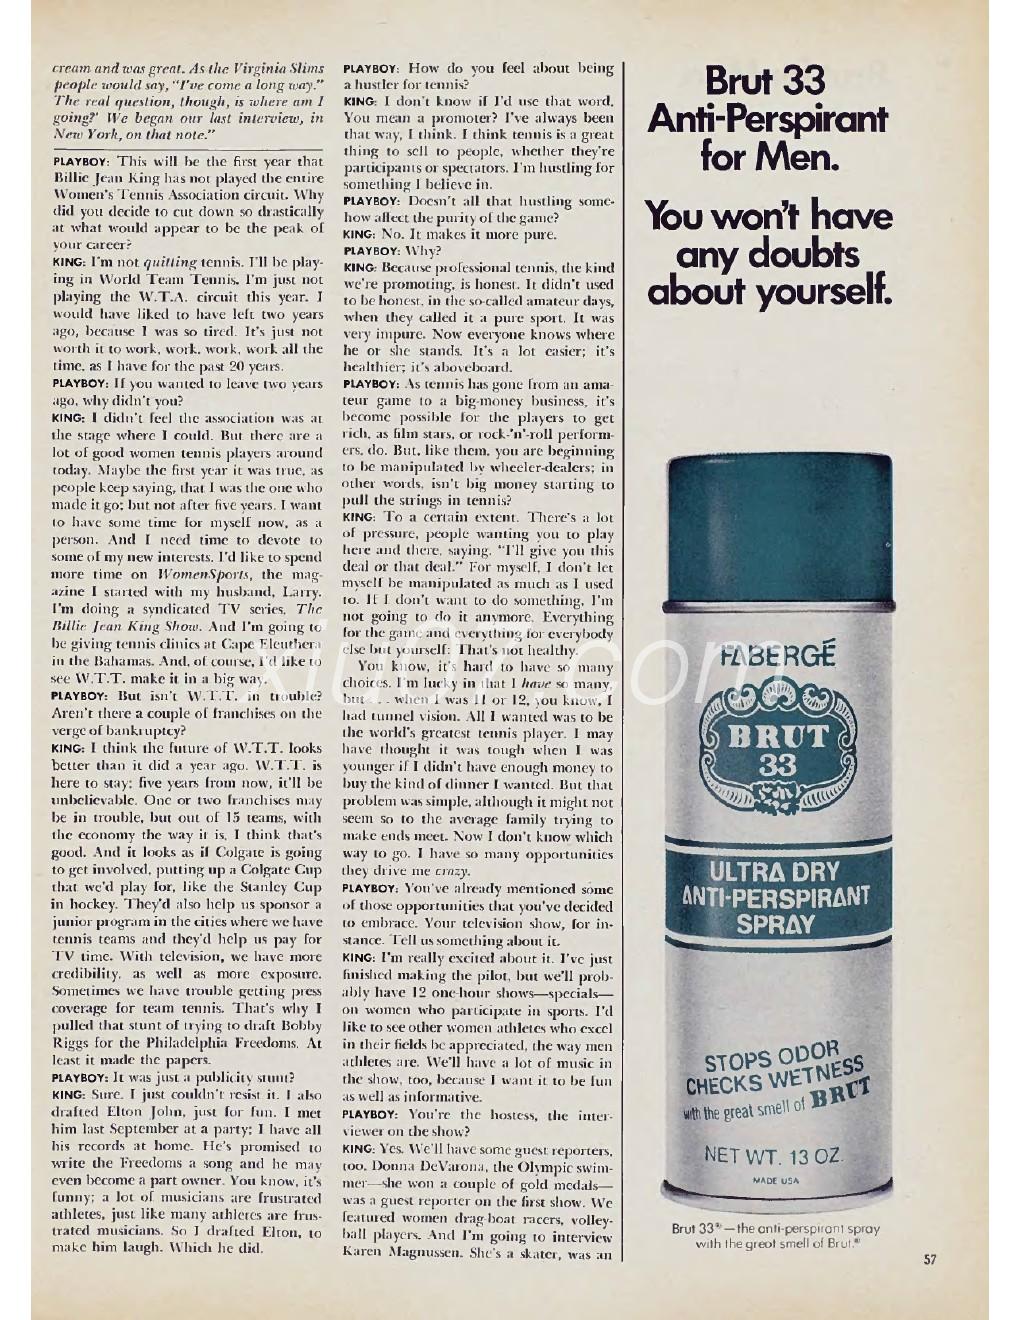 cream and was great. As the Virginia Slims
people would say, "I've come a long way."
The real question, though, is where am I
going?' We began our last interview, in
New York, on that note."
PLAYBOY: This will be the first year that
Billie Jean King has not played the entire
Women's Tennis Association circuit. Why
did you decide to cut down so drastically
at what would appear to be the peak of
your career?
KING: I'm not quitting tennis. I'll be play-
ing in World Team Tennis. I'm just not
playing the W.T.A. circuit this year. I
would have liked to have left two years
ago, because I was so tired. It's just not
worth it to work, work, work, work all the
time, as I have for the past 20 years.
PLAYBOY: If you wanted to leave two years
ago, why didn't you?
KING: I didn't feel the association was at
the stage where I could. But there are a
lot of good women tennis players around
today. Maybe the first year it was true, as
people keep saying, that I was the one who
made it go; but not after five years. I want
to have some time for myself now, as a
person. And I need time to devote to
some of my new interests. I'd like to spend
more time on WomenSports, the mag-
azine I started with my husband, Larry.
I'm doing a syndicated TV series, The
Billie Jean King Show. And I'm going to
be giving tennis clinics at Cape Eleuthera
in the Bahamas. And, of course, I'd like to
see W.T.T. make it in a big way.
PLAYBOY: But isn't W.T.T. in trouble?
Aren't there a couple of franchises on the
verge of bankruptcy?
KING: I think the future of W.T.T. looks
better than it did a year ago. W.T.T. is
here to stay; five years from now, it'll be
unbelievable. One or two franchises may
be in trouble, but out of 15 teams, with
the economy the way it is, I think that's
good. And it looks as if Colgate is going
to get involved, putting up a Colgate Cup
that we'd play for, like the Stanley Cup
in hockey. They'd also help us sponsor a
junior program in the cities where we have
tennis teams and they'd help us pay for
TV time. With television, we have more
credibility, as well as more exposure.
Sometimes we have trouble getting press
coverage for team tennis. That's why I
pulled that stunt of trying to draft Bobby
Riggs for the Philadelphia Freedoms. At
least it made the papers.
PLAYBOY: It was just a publicity stunt?
KING: Sure. I just couldn't resist it. I also
drafted Elton John, just for fun. I met
him last September at a party; I have all
his records at home. He's promised to
write the Freedoms a song and he may
even become a part owner. You know, it's
funny; a lot of musicians are frustrated
athletes, just like many athletes are frus-
trated musicians. So I drafted Elton, to
make him laugh. Which he did.
PLAYBOY: How do you feel about being
a hustler for tennis?
KING: I don't know if I'd use that word.
You mean a promoter? I've always been
that way, I think. I think tennis is a great
thing to sell to people, whether they're
participants or spectators. I'm hustling for
something I believe in.
PLAYBOY: Doesn't all that hustling some-
how affect the purity of the game?
KING: No. It makes it more pure.
PLAYBOY: Why?
KING: Because professional tennis, the kind
we're promoting, is honest. It didn't used
to be honest, in the so-called amateur days,
when they called it a pure sport. It was
very impure. Now everyone knows where
he or she stands. It's a lot easier; it's
healthier; it's aboveboard.
PLAYBOY: As tennis has gone from an ama-
teur game to a big-money business, it's
become possible for the players to get
rich, as film stars, or rock-'n'-roll perform-
ers, do. But, like them, you are beginning
to be manipulated by wheeler-dealers; in
other words, isn't big money starting to
pull the strings in tennis?
KING: To a certain extent. There's a lot
of pressure, people wanting you to play
here and there, saying, "I'll give you this
deal or that deal." For myself, I don't let
myself be manipulated as much as I used
to. If I don't want to do something, I'm
not going to do it anymore. Everything
for the game and everything for everybody
else but yourself: That's not healthy.
You know, it's hard to have so many
choices. I'm lucky in that I have so many,
but . . . when I was 11 or 12, you know, I
had tunnel vision. All I wanted was to be
the world's greatest tennis player. I may
have thought it was tough when I was
younger if I didn't have enough money to
buy the kind of dinner I wanted. But that
problem was simple, although it might not
seem so to the average family trying to
make ends meet. Now I don't know which
way to go. I have so many opportunities
they drive me crazy.
PLAYBOY: You've already mentioned some
of those opportunities that you've decided
to embrace. Your television show, for in-
stance. Tell us something about it.
KING: I'm really excited about it. I've just
finished making the pilot, but we'll prob-
ably have 12 one-hour shows—specials—
on women who participate in sports. I'd
like to see other women athletes who excel
in their fields be appreciated, the way men
athletes are. We'll have a lot of music in
the show, too, because I want it to be fun
as well as informative.
PLAYBOY: You're the hostess, the inter-
viewer on the show?
KING: Yes. We'll have some guest reporters,
too. Donna DeVarona, the Olympic swim-
mer—she won a couple of gold medals—
was a guest reporter on the first show. We
featured women drag-boat racers, volley-
ball players. And I'm going to interview
Karen Magnussen. She's a skater, was an
Brut 33
Anti-Perspirant
for Men.
You won't have
any doubts
about yourself.
FABERGÉ
BRUT
33
ULTRA DRY
ANTI-PERSPIRANT
SPRAY
STOPS ODOR
CHECKS WETNESS
with the great smell of BRUT
NET WT. 13 OZ.
MADE USA
Brut 33®—the anti-perspirant spray
with the great smell of Brut.®
57